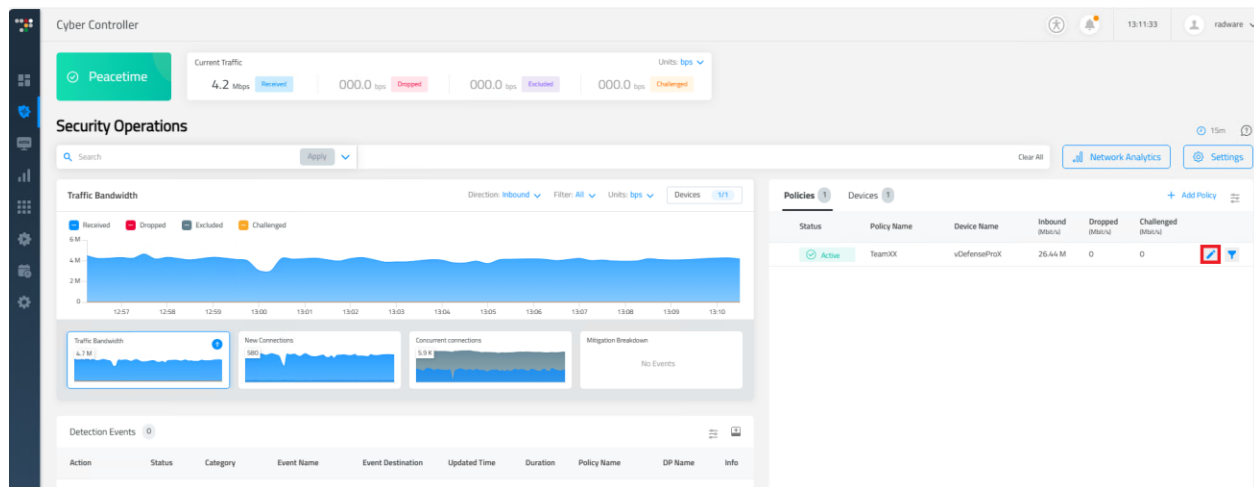 Cyber Controller
13:11:33
radware
Peacetime
Current Traffic
Units: bps
4.2 Mbps Received
000.0 bps Dropped
000.0 bps Excluded
000.0 bps Challenged
Security Operations
15m
Search
Apply
Clear All
Network Analytics
Settings
Traffic Bandwidth
Direction: Inbound
Filter: All
Units: bps
Devices 1/1
Received Dropped Excluded Challenged
6 M
4 M
2 M
0
12:57 12:58 12:59 13:00 13:01 13:02 13:03 13:04 13:05 13:06 13:07 13:08 13:09 13:10
Traffic Bandwidth
4.7 M
New Connections
580
Concurrent connections
5.9 K
Mitigation Breakdown
No Events
Detection Events 0
Action Status Category Event Name Event Destination Updated Time Duration Policy Name DP Name Info
Policies 1 Devices 1
+ Add Policy
Status Policy Name Device Name Inbound (Mbit/s) Dropped (Mbit/s) Challenged (Mbit/s)
Active TeamXX vDefenseProX 26.44 M 0 0